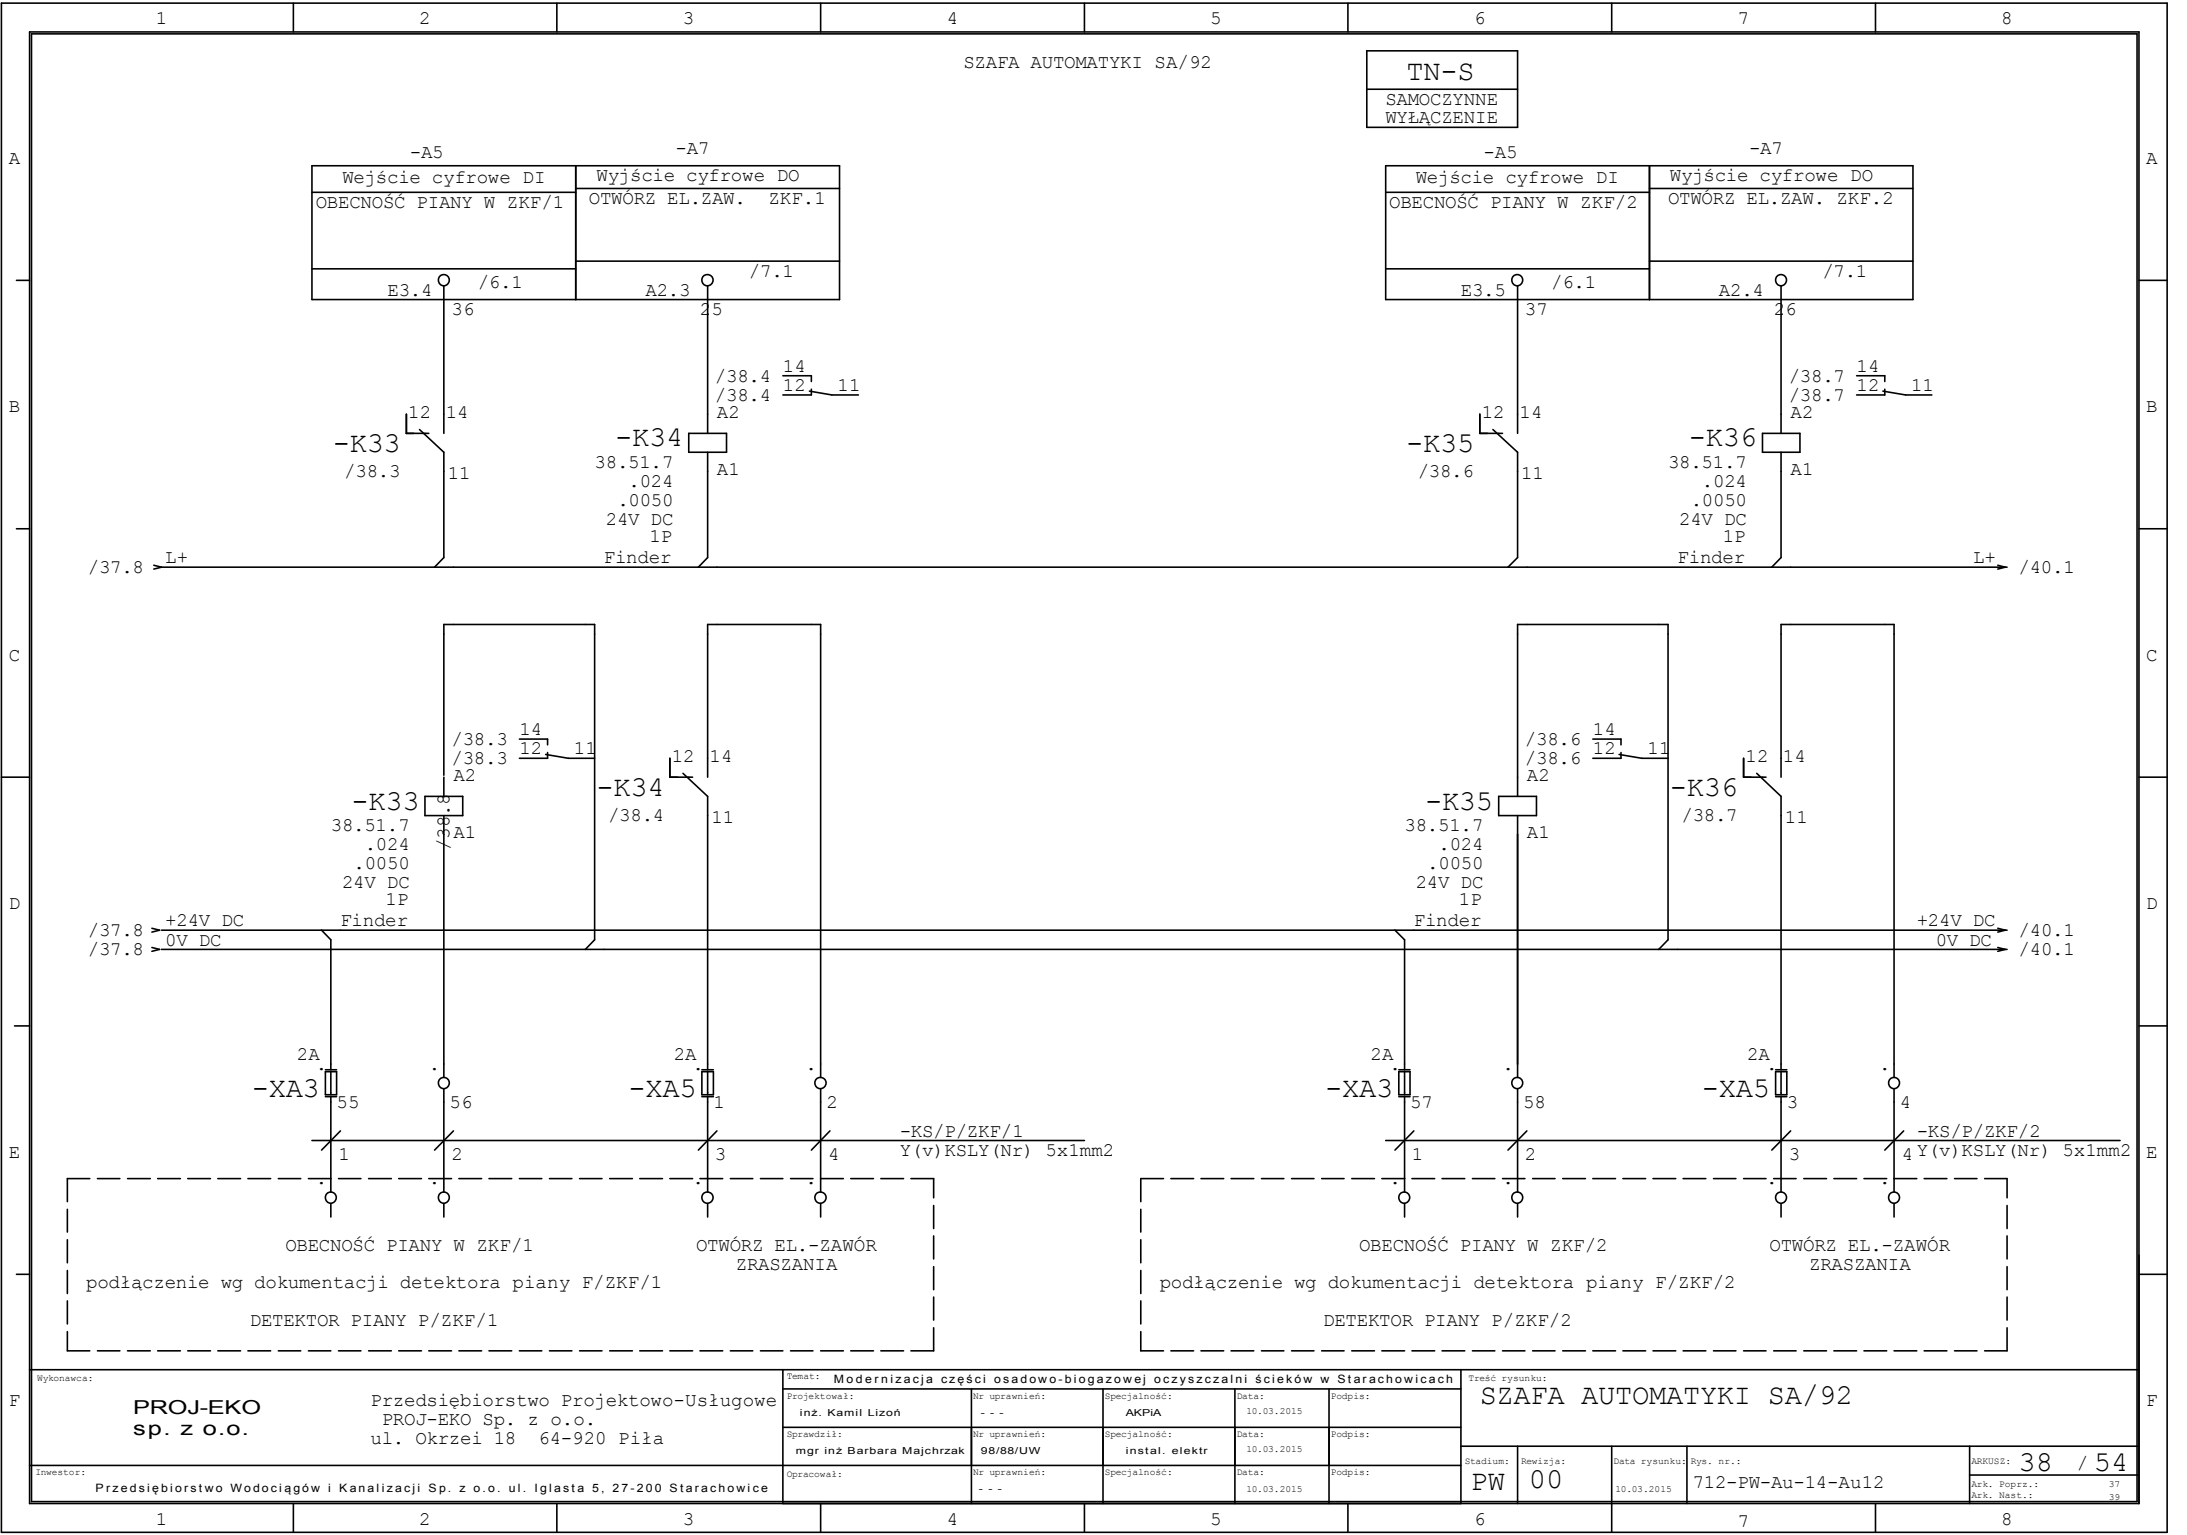 1 2 3 4 5 6 7 8
SZAFA AUTOMATYKI SA/92
TN-S
SAMOCZYNNE
WYŁĄCZENIE
A
A
-A5
-A7
Wejście cyfrowe DI
Wyjście cyfrowe DO
OBECNOŚĆ PIANY W ZKF/1
OTWÓRZ EL.ZAW. ZKF.1
E3.4
/6.1
A2.3
/7.1
36
25
-A5
-A7
Wejście cyfrowe DI
Wyjście cyfrowe DO
OBECNOŚĆ PIANY W ZKF/2
OTWÓRZ EL.ZAW. ZKF.2
E3.5
/6.1
A2.4
/7.1
37
26
B
B
12 14
-K33
/38.3
11
/38.4 14
/38.4 12 11
A2
-K34
A1
38.51.7
.024
.0050
24V DC
1P
Finder
12 14
-K35
/38.6
11
/38.7 14
/38.7 12 11
A2
-K36
A1
38.51.7
.024
.0050
24V DC
1P
Finder
/37.8 L+
L+ /40.1
C
C
/38.3 14
/38.3 12 11
A2
-K33
/38.8
A1
38.51.7
.024
.0050
24V DC
1P
Finder
12 14
-K34
/38.4
11
/38.6 14
/38.6 12 11
A2
-K35
A1
38.51.7
.024
.0050
24V DC
1P
Finder
12 14
-K36
/38.7
11
D
D
/37.8 +24V DC
+24V DC /40.1
/37.8 0V DC
0V DC /40.1
2A
-XA3
55
56
2A
-XA5
1
2
2A
-XA3
57
58
2A
-XA5
3
4
E
E
1 2 3 4
-KS/P/ZKF/1
Y(v)KSLY(Nr) 5x1mm2
1 2 3 4
-KS/P/ZKF/2
Y(v)KSLY(Nr) 5x1mm2
OBECNOŚĆ PIANY W ZKF/1
OTWÓRZ EL.-ZAWÓR
ZRASZANIA
podłączenie wg dokumentacji detektora piany F/ZKF/1
DETEKTOR PIANY P/ZKF/1
OBECNOŚĆ PIANY W ZKF/2
OTWÓRZ EL.-ZAWÓR
ZRASZANIA
podłączenie wg dokumentacji detektora piany F/ZKF/2
DETEKTOR PIANY P/ZKF/2
F
F
Wykonawca:
PROJ-EKO
sp. z o.o.
Przedsiębiorstwo Projektowo-Usługowe
PROJ-EKO Sp. z o.o.
ul. Okrzei 18 64-920 Piła
Inwestor:
Przedsiębiorstwo Wodociągów i Kanalizacji Sp. z o.o. ul. Iglasta 5, 27-200 Starachowice
Temat: Modernizacja części osadowo-biogazowej oczyszczalni ścieków w Starachowicach
Projektował: Nr uprawnień: Specjalność: Data: Podpis:
inż. Kamil Lizoń - - - AKPiA 10.03.2015
Sprawdził: Nr uprawnień: Specjalność: Data: Podpis:
mgr inż Barbara Majchrzak 98/88/UW instal. elektr 10.03.2015
Opracował: Nr uprawnień: Specjalność: Data: Podpis:
- - - 10.03.2015
Treść rysunku:
SZAFA AUTOMATYKI SA/92
Stadium: PW
Rewizja: 00
Data rysunku: 10.03.2015
Rys. nr.: 712-PW-Au-14-Au12
ARKUSZ: 38 / 54
Ark. Poprz.: 37
Ark. Nast.: 39
1 2 3 4 5 6 7 8